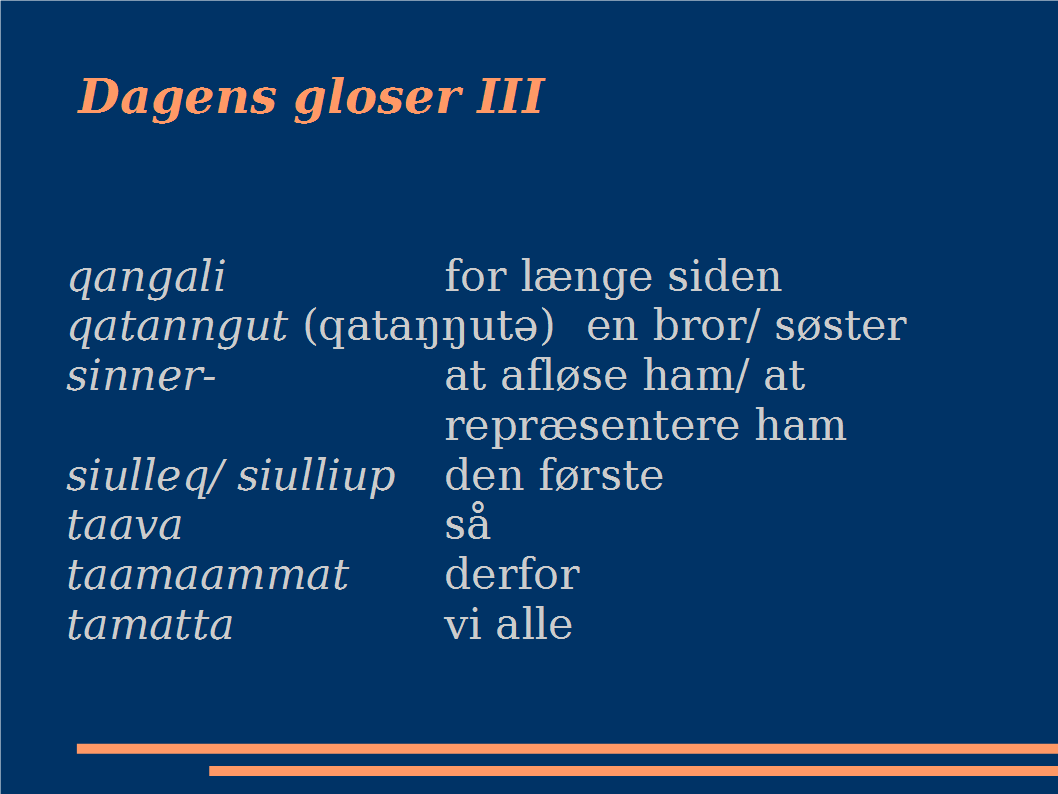 Dagens gloser III
qangali for længe siden
qatanngut (qataŋŋutə) en bror/ søster
sinner- at afløse ham/ at
repræsentere ham
siulleq/ siulliup den første
taava så
taamaammat derfor
tamatta vi alle